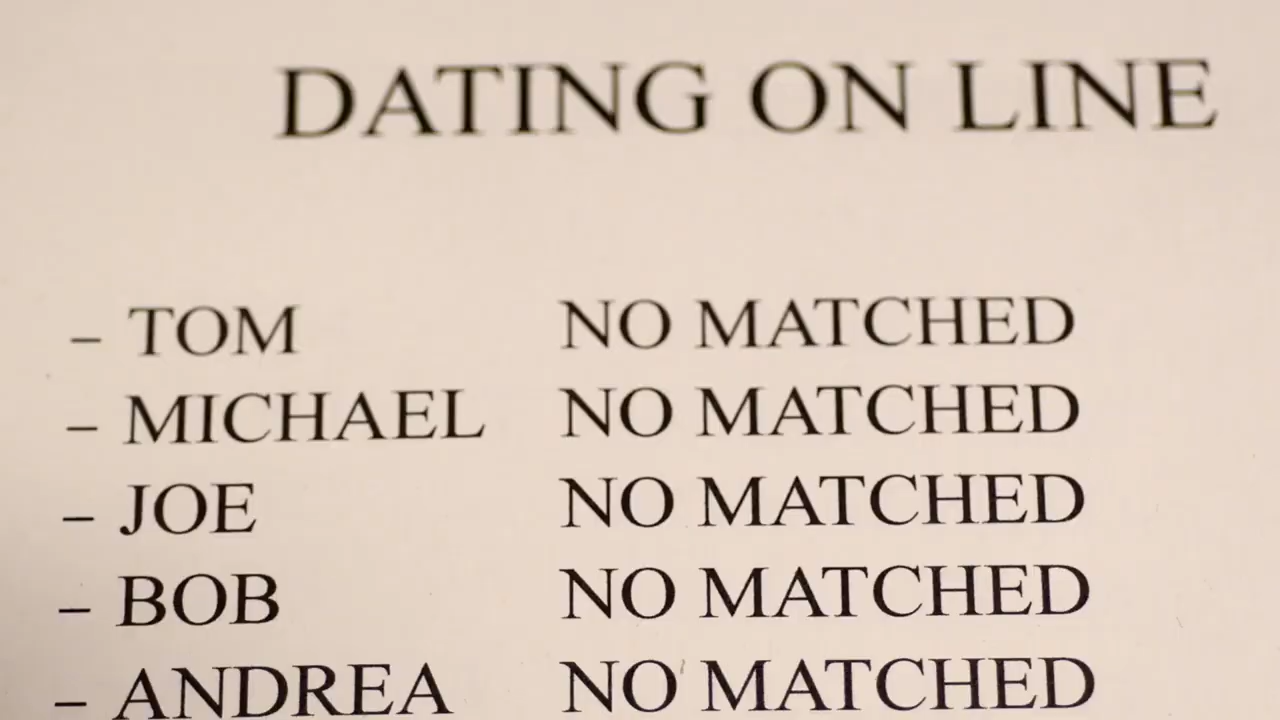 DATING ON LINE
– TOM NO MATCHED
– MICHAEL NO MATCHED
– JOE NO MATCHED
– BOB NO MATCHED
– ANDREA NO MATCHED